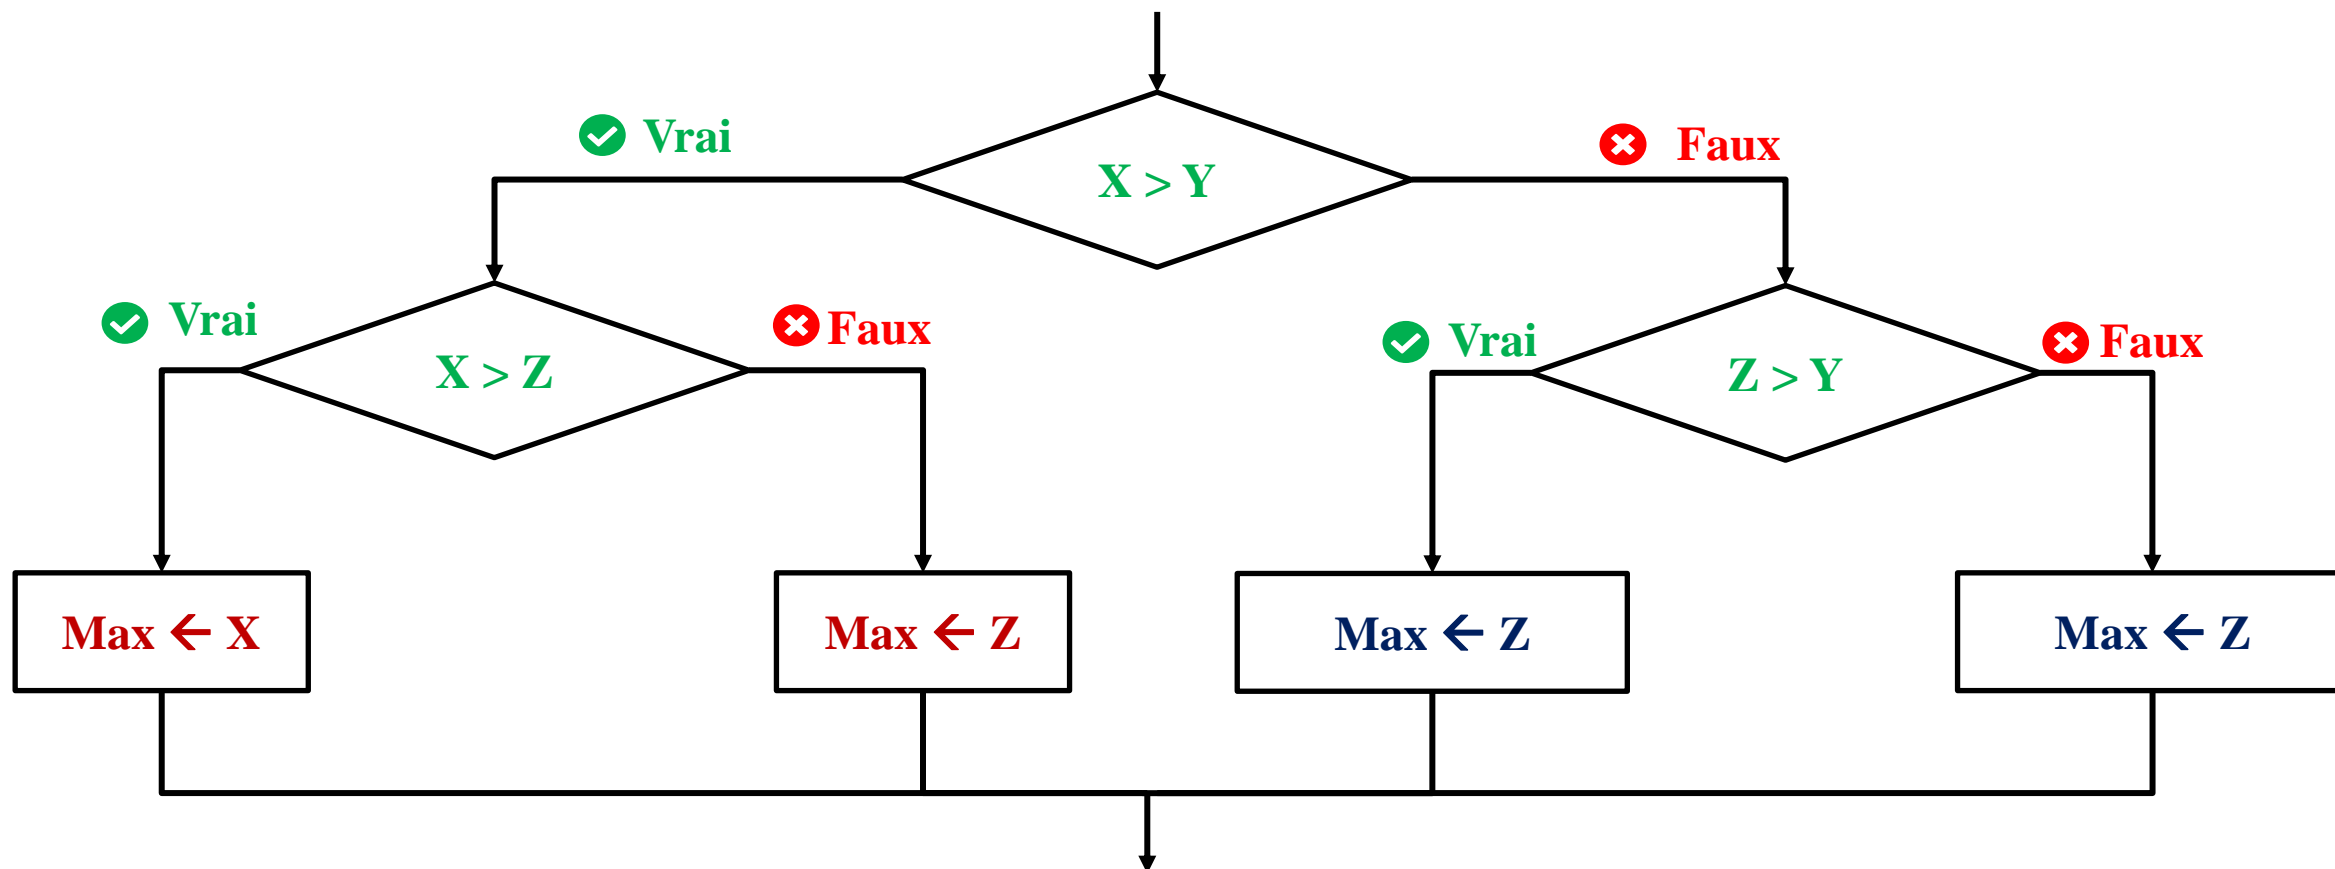 Vrai
Faux
X > Y
Vrai
Faux
Vrai
Faux
X > Z
Z > Y
Max ← X
Max ← Z
Max ← Z
Max ← Z